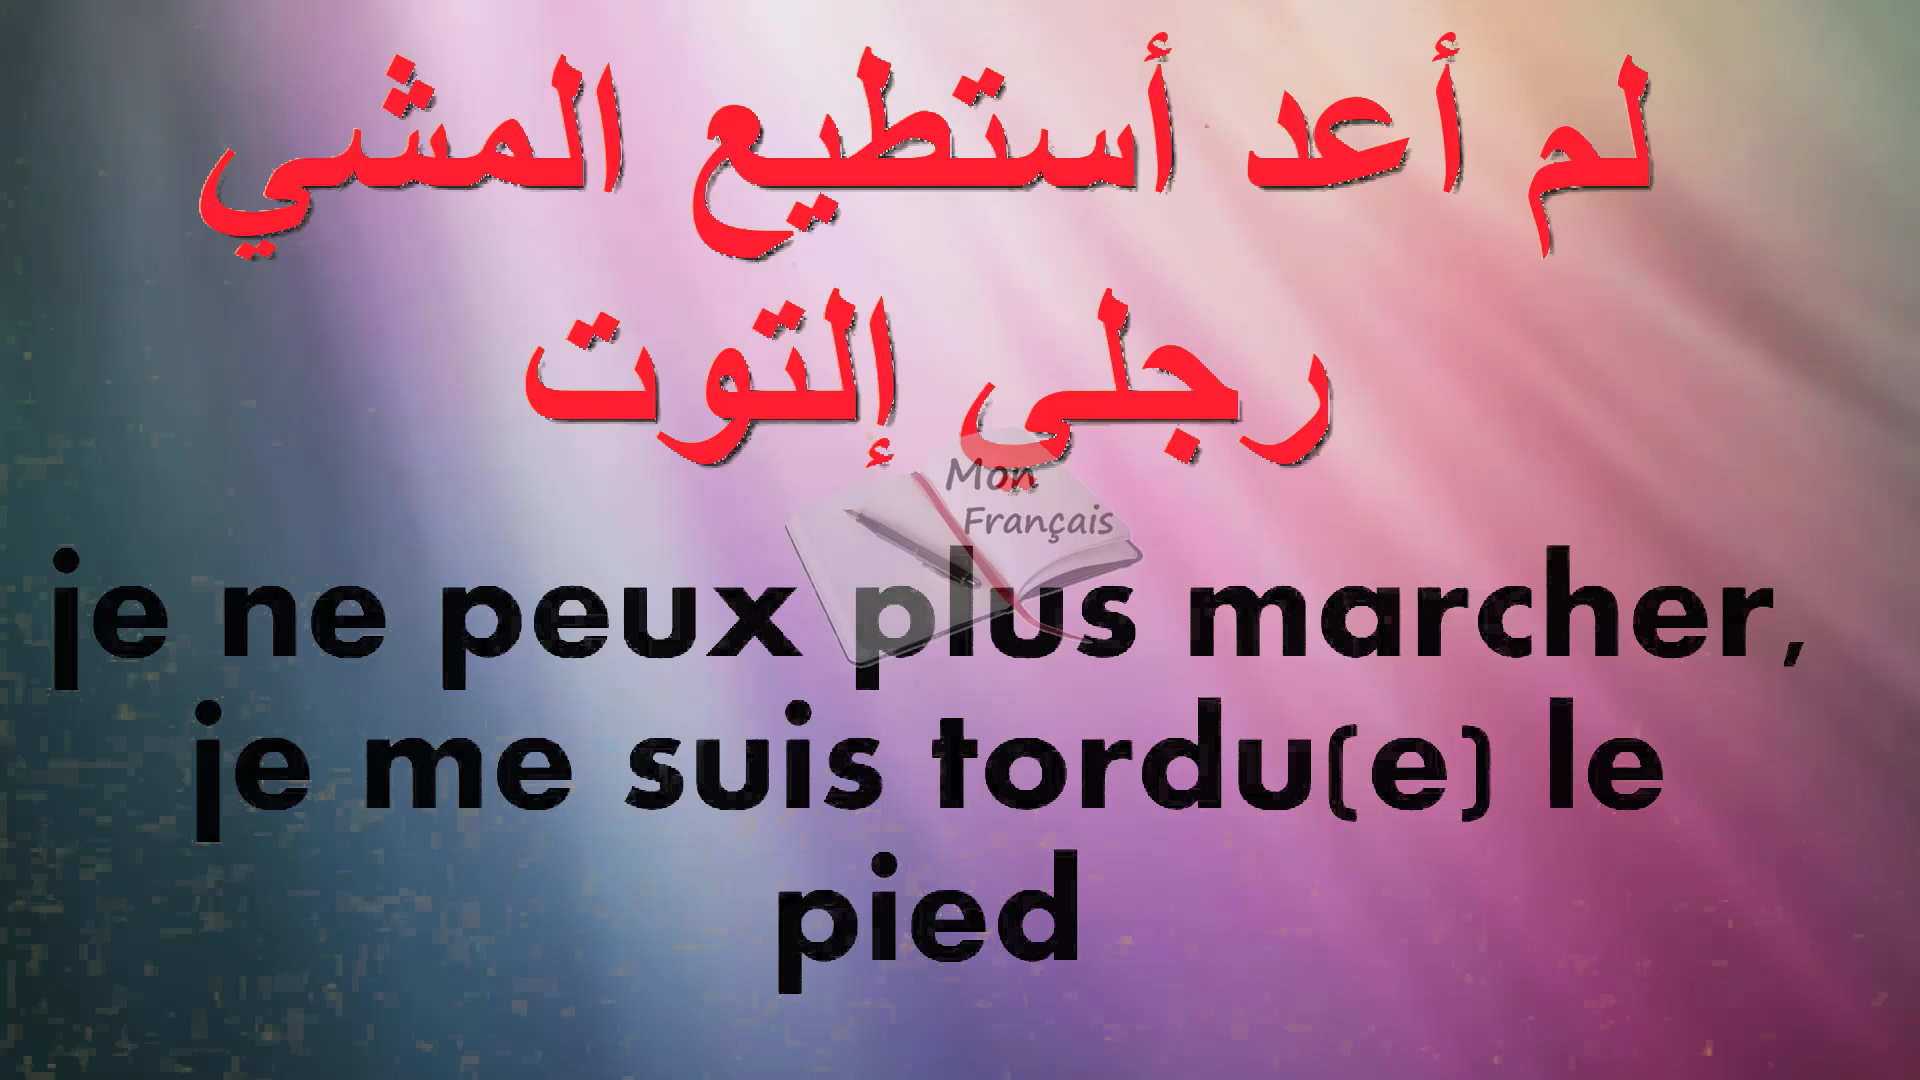 لم أعد أستطيع المشي
رجلي إلتوت
Mon
Français
je ne peux plus marcher,
je me suis tordu(e) le
pied